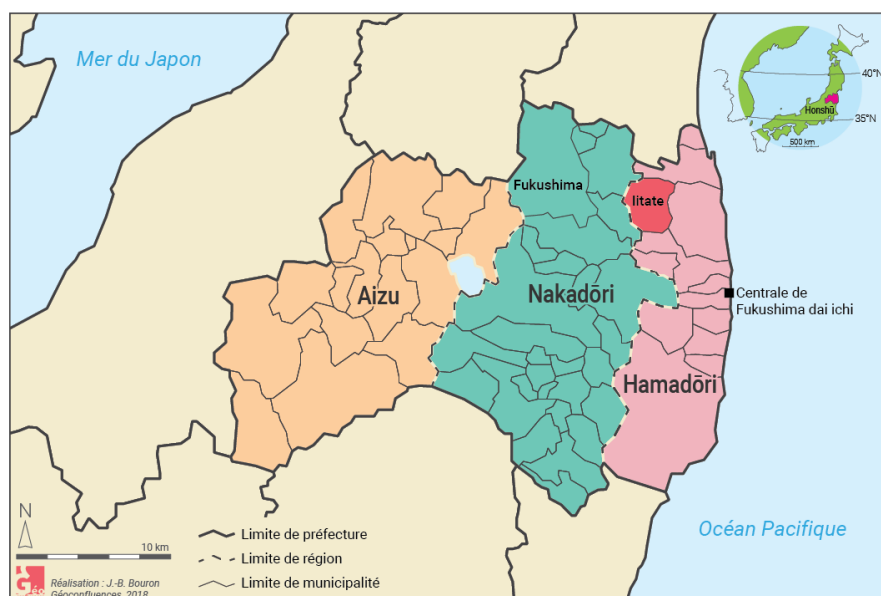 Mer du Japon
40°N
Honshū
35°N
500 km
Fukushima
Iitate
Aizu
Nakadōri
Centrale de
Fukushima dai ichi
Hamadōri
N
10 km
Limite de préfecture
Limite de région
Limite de municipalité
Océan Pacifique
Géo
Réalisation : J.-B. Bouron
Géoconfluences, 2018